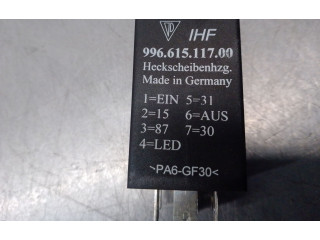 IHF
996.615.117.00
Heckscheibenhzg.
Made in Germany
1=EIN 5=31
2=15 6=AUS
3=87 7=30
4=LED
>PA6-GF30<